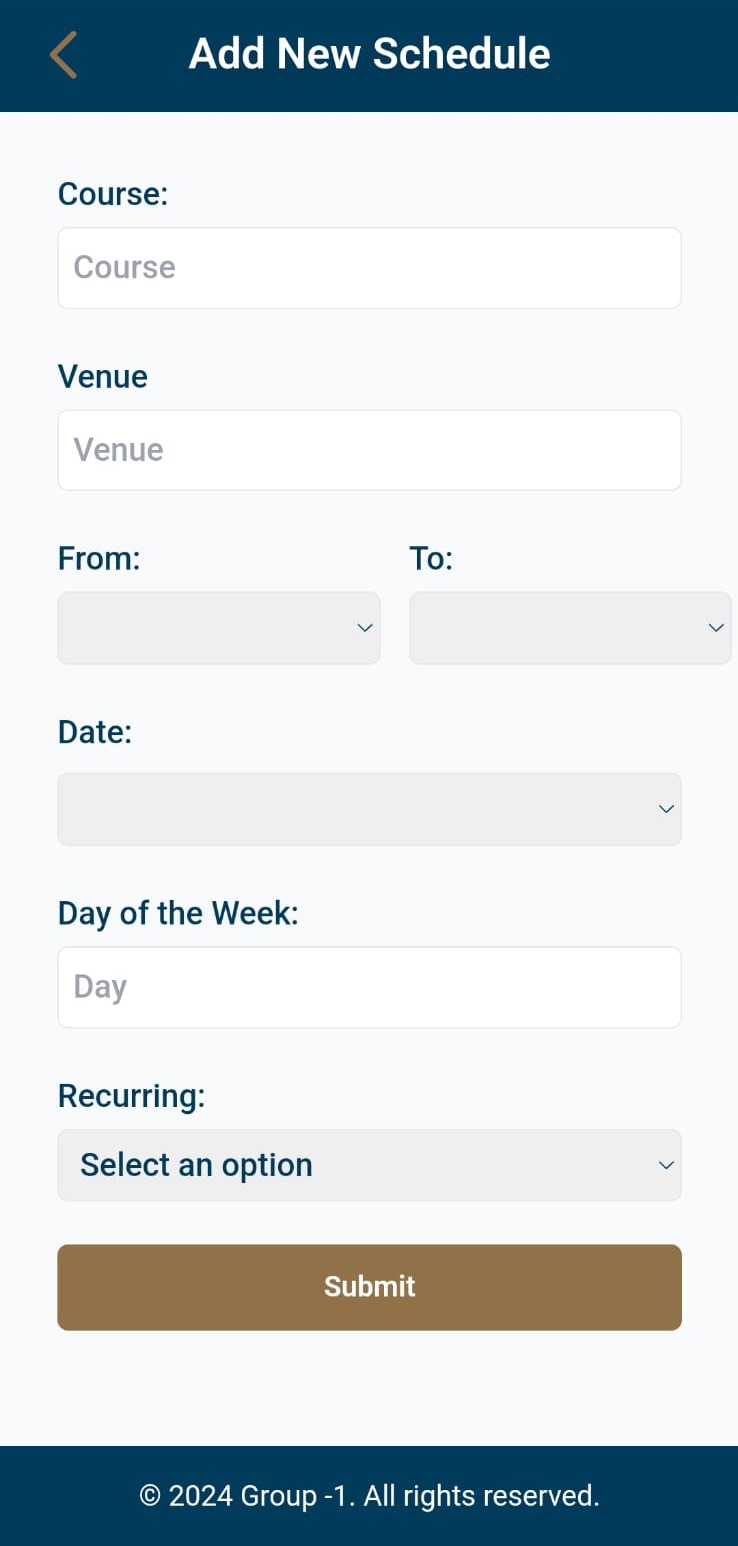 Add New Schedule
Course:
Course
Venue
Venue
From:
To:
Date:
Day of the Week:
Day
Recurring:
Select an option
Submit
© 2024 Group -1. All rights reserved.